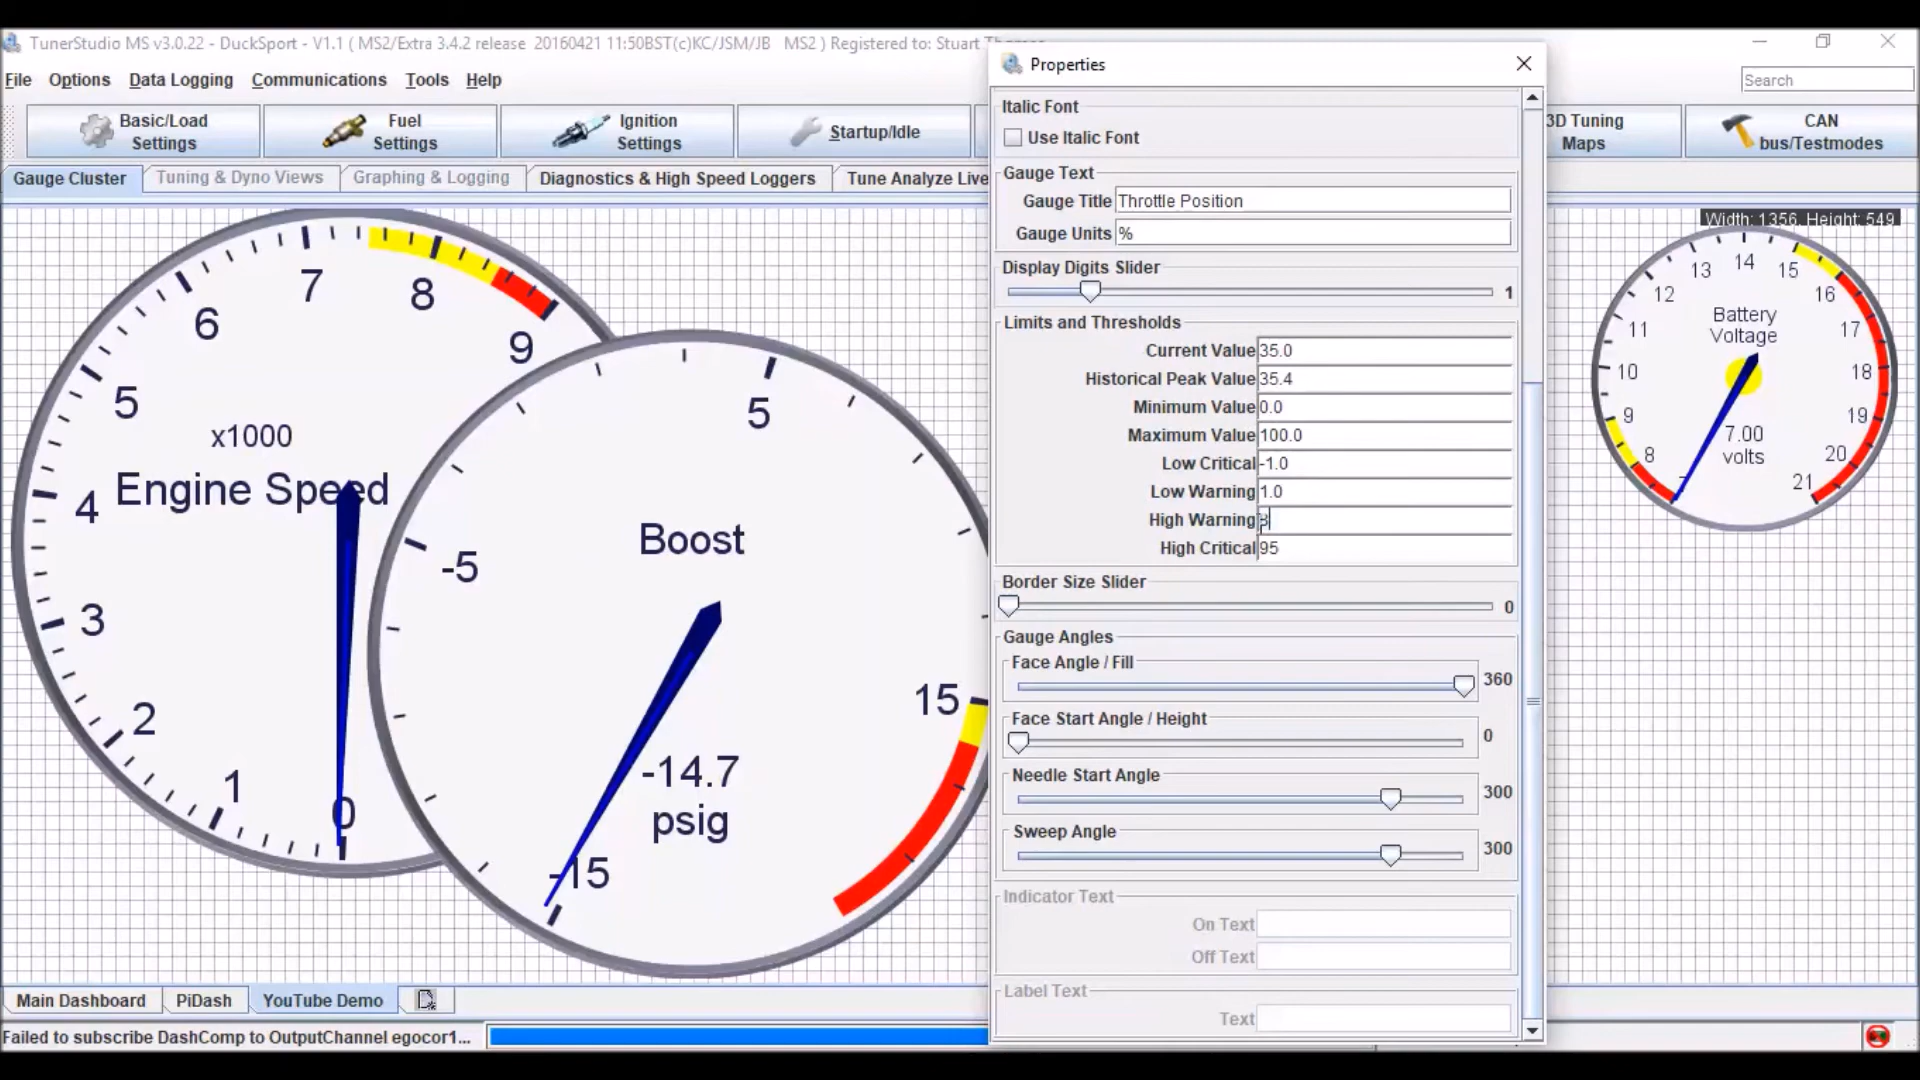 TunerStudio MS v3.0.22 - DuckSport - V1.1 ( MS2/Extra 3.4.2 release 20160421 11:50BST(c)KC/JSM/JB MS2 ) Registered to: Stuart
File Options Data Logging Communications Tools Help
Search
Basic/Load Settings
Fuel Settings
Ignition Settings
Startup/Idle
3D Tuning Maps
CAN bus/Testmodes
Gauge Cluster
Tuning & Dyno Views
Graphing & Logging
Diagnostics & High Speed Loggers
Tune Analyze Live
0
1
2
3
4
5
6
7
8
9
x1000
Engine Speed
-15
-5
5
15
Boost
-14.7
psig
Properties
Italic Font
Use Italic Font
Gauge Text
Gauge Title Throttle Position
Gauge Units %
Display Digits Slider
1
Limits and Thresholds
Current Value 35.0
Historical Peak Value 35.4
Minimum Value 0.0
Maximum Value 100.0
Low Critical -1.0
Low Warning 1.0
High Warning
High Critical 95
Border Size Slider
0
Gauge Angles
Face Angle / Fill
360
Face Start Angle / Height
0
Needle Start Angle
300
Sweep Angle
300
Indicator Text
On Text
Off Text
Label Text
Text
Width: 1356, Height: 549
8
9
10
11
12
13
14
15
16
17
18
19
20
21
Battery
Voltage
7.00
volts
Main Dashboard
PiDash
YouTube Demo
Failed to subscribe DashComp to OutputChannel egocor1...